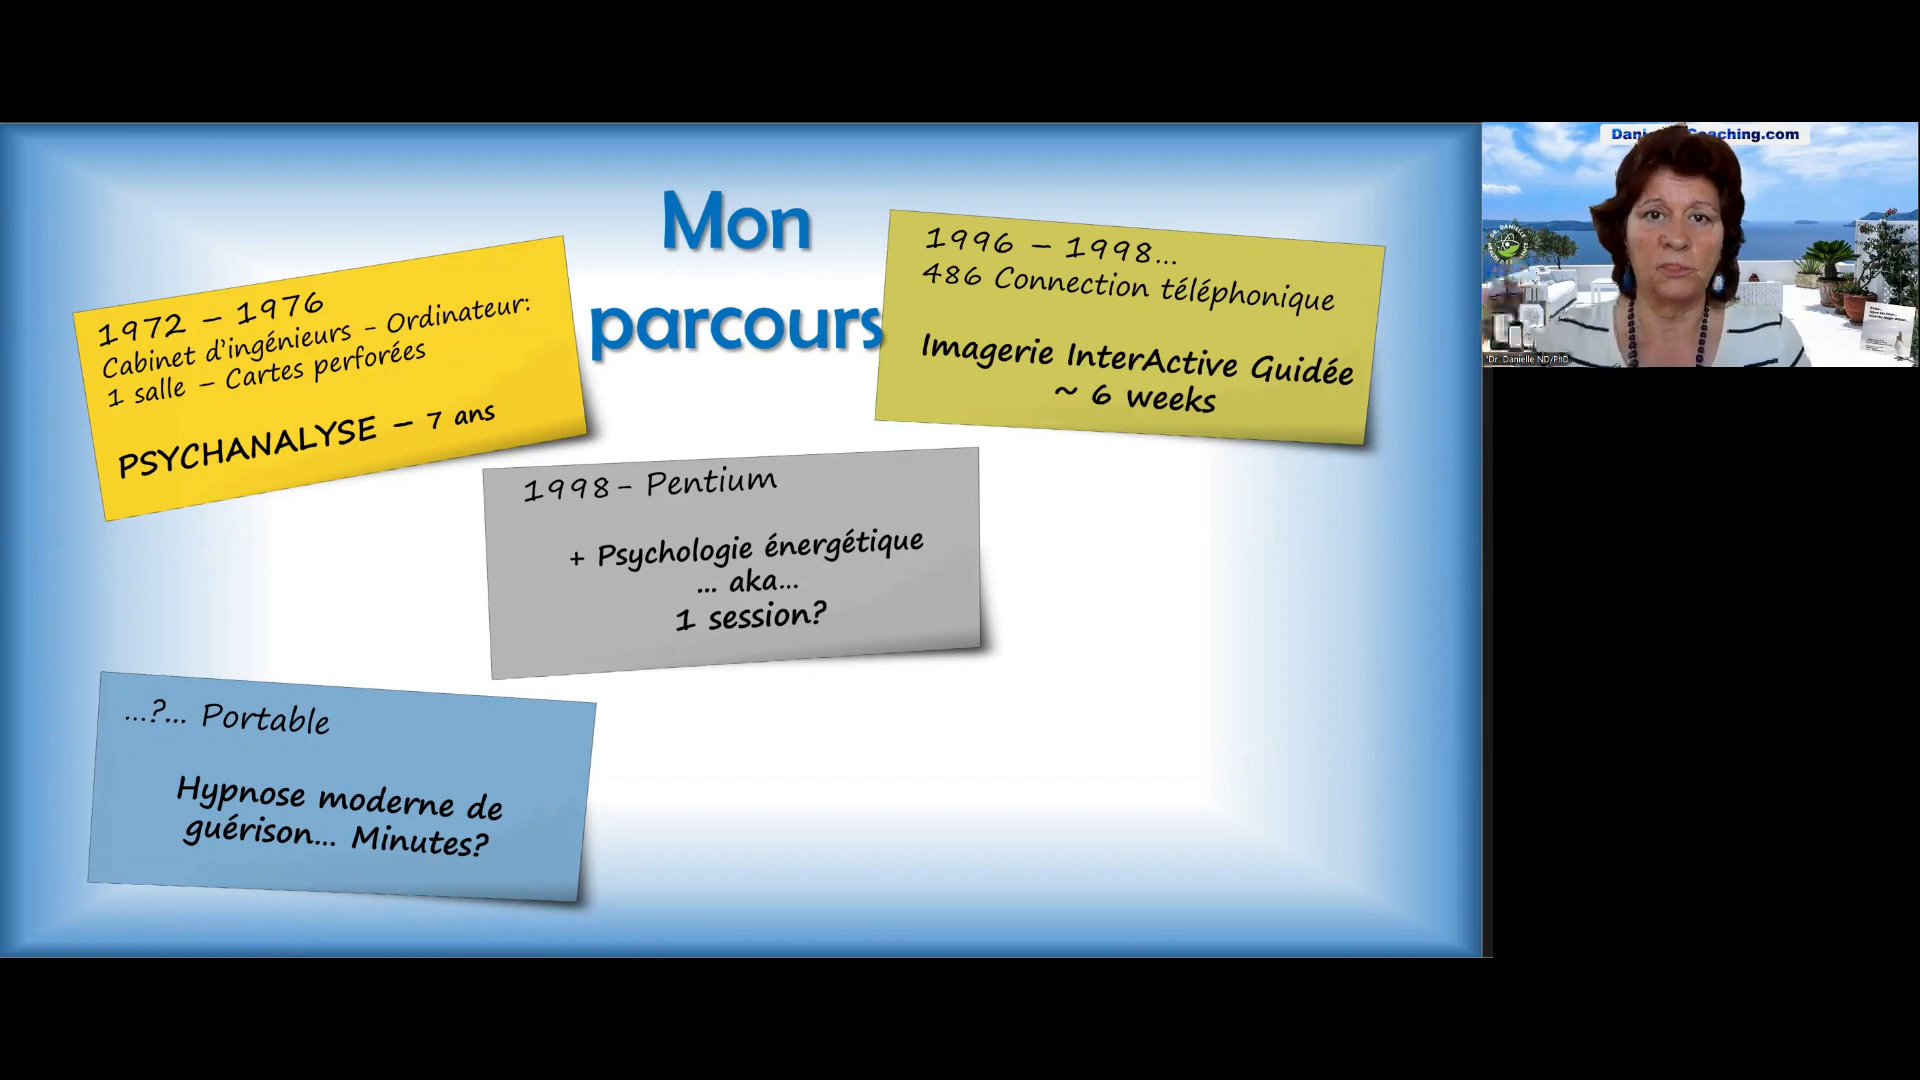 Mon
parcours
1972 – 1976
Cabinet d'ingénieurs - Ordinateur:
1 salle – Cartes perforées
PSYCHANALYSE – 7 ans
1996 – 1998...
486 Connection téléphonique
Imagerie InterActive Guidée
~ 6 weeks
1998- Pentium
+ Psychologie énergétique
... aka...
1 session?
...?... Portable
Hypnose moderne de
guérison... Minutes?
Dani
aching.com
Dr. Danielle ND/PhD